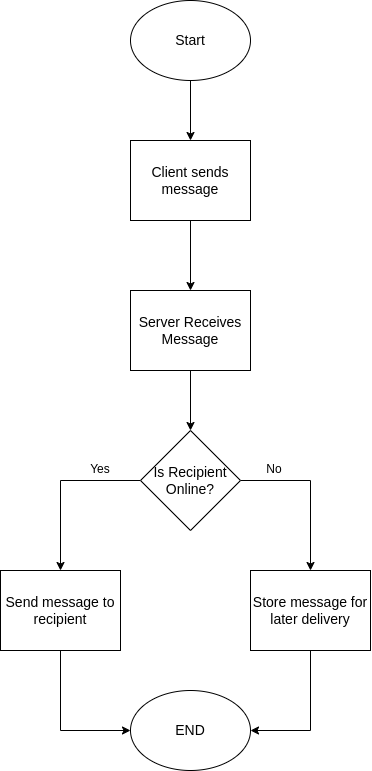 Start
Client sends
message
Server Receives
Message
Is Recipient
Online?
Yes
No
Send message to
recipient
Store message for
later delivery
END